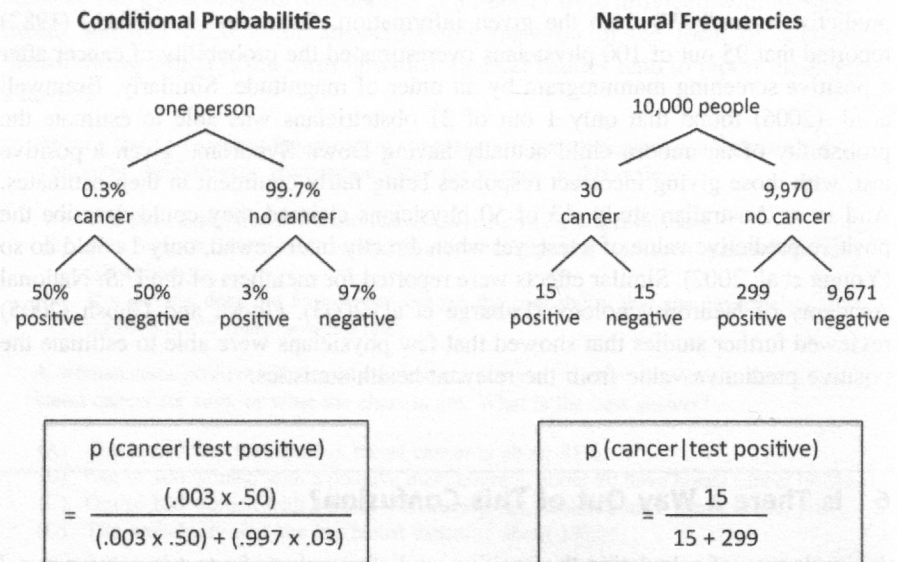 Conditional Probabilities
one person
0.3%
cancer
99.7%
no cancer
50%
positive
50%
negative
3%
positive
97%
negative
p (cancer|test positive)
(.003 x .50)
=
(.003 x .50) + (.997 x.03)
Natural Frequencies
10,000 people
30
cancer
9,970
no cancer
15
positive
15
negative
299
positive
9,671
negative
p (cancer|test positive)
15
=
15 + 299